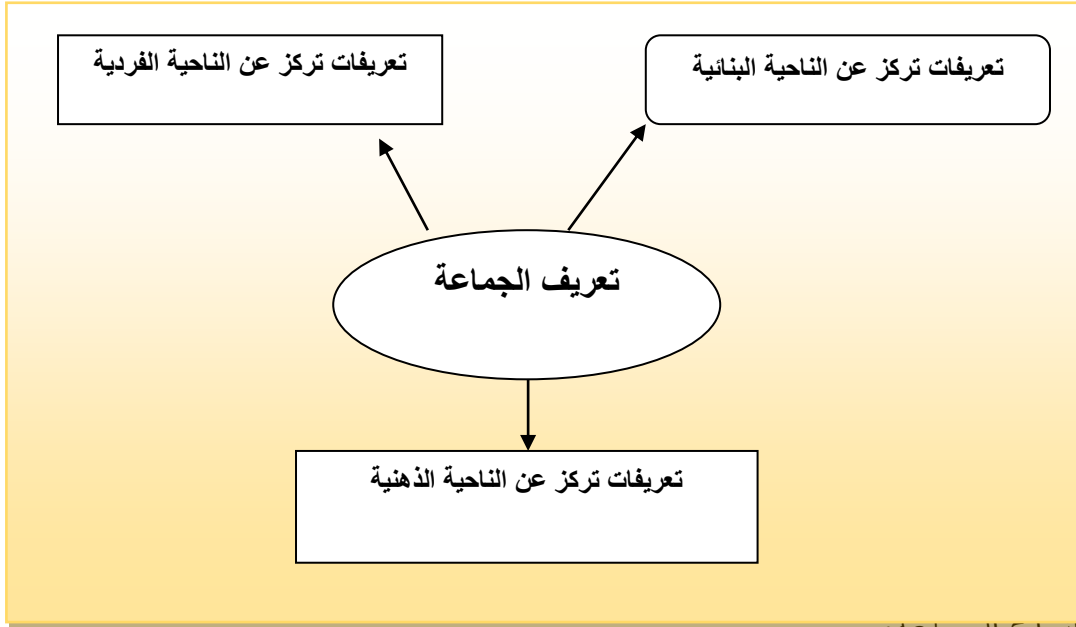 تعريفات تركز عن الناحية البنائية
تعريفات تركز عن الناحية الفردية
تعريف الجماعة
تعريفات تركز عن الناحية الذهنية